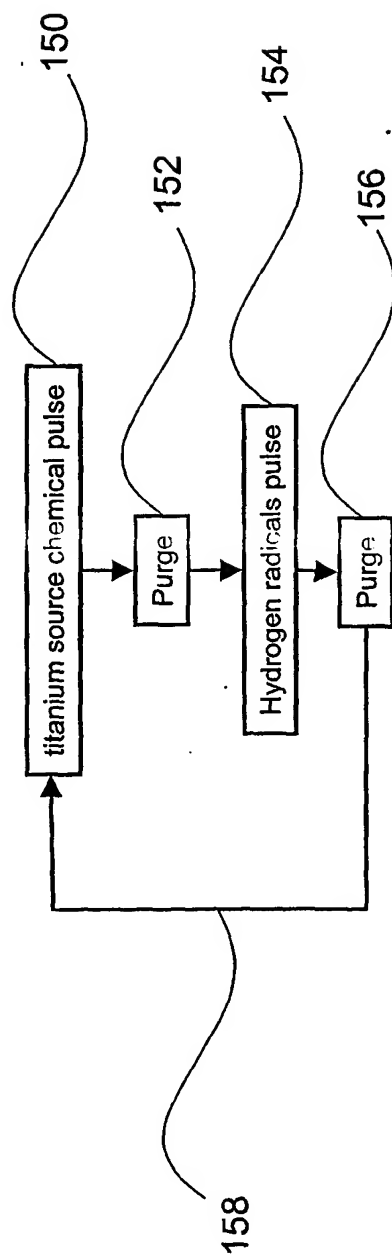 150
titanium source chemical pulse
152
Purge
154
Hydrogen radicals pulse
156
Purge
158